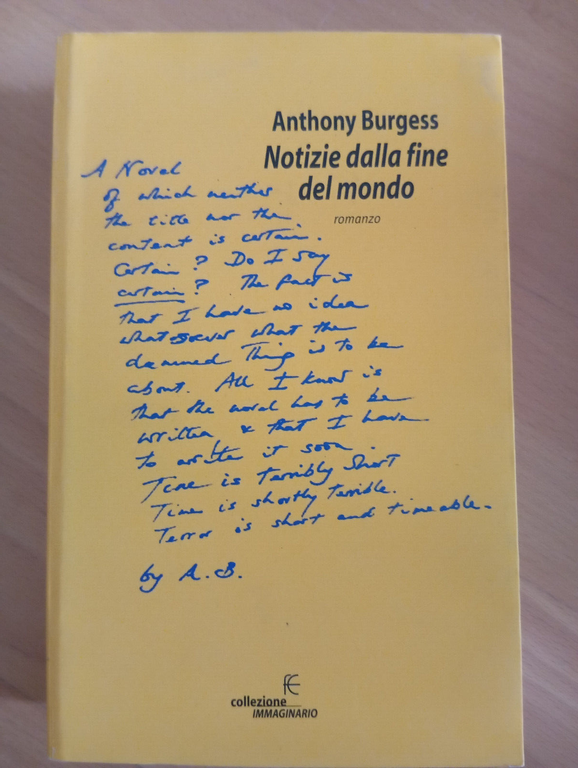 Anthony Burgess
Notizie dalla fine
del mondo
romanzo
A Novel
of which neither
the title nor the
content is certain.
Certain? Do I say
certain? The fact is
that I have no idea
whatsoever what the
damned Thing is to be
about. All I know is
that the novel has to be
written, & that I have
to write it soon.
Time is terribly short
Time is shortly terrible.
Terror is short and timeable.
by A.B.
FE
collezione
IMMAGINARIO